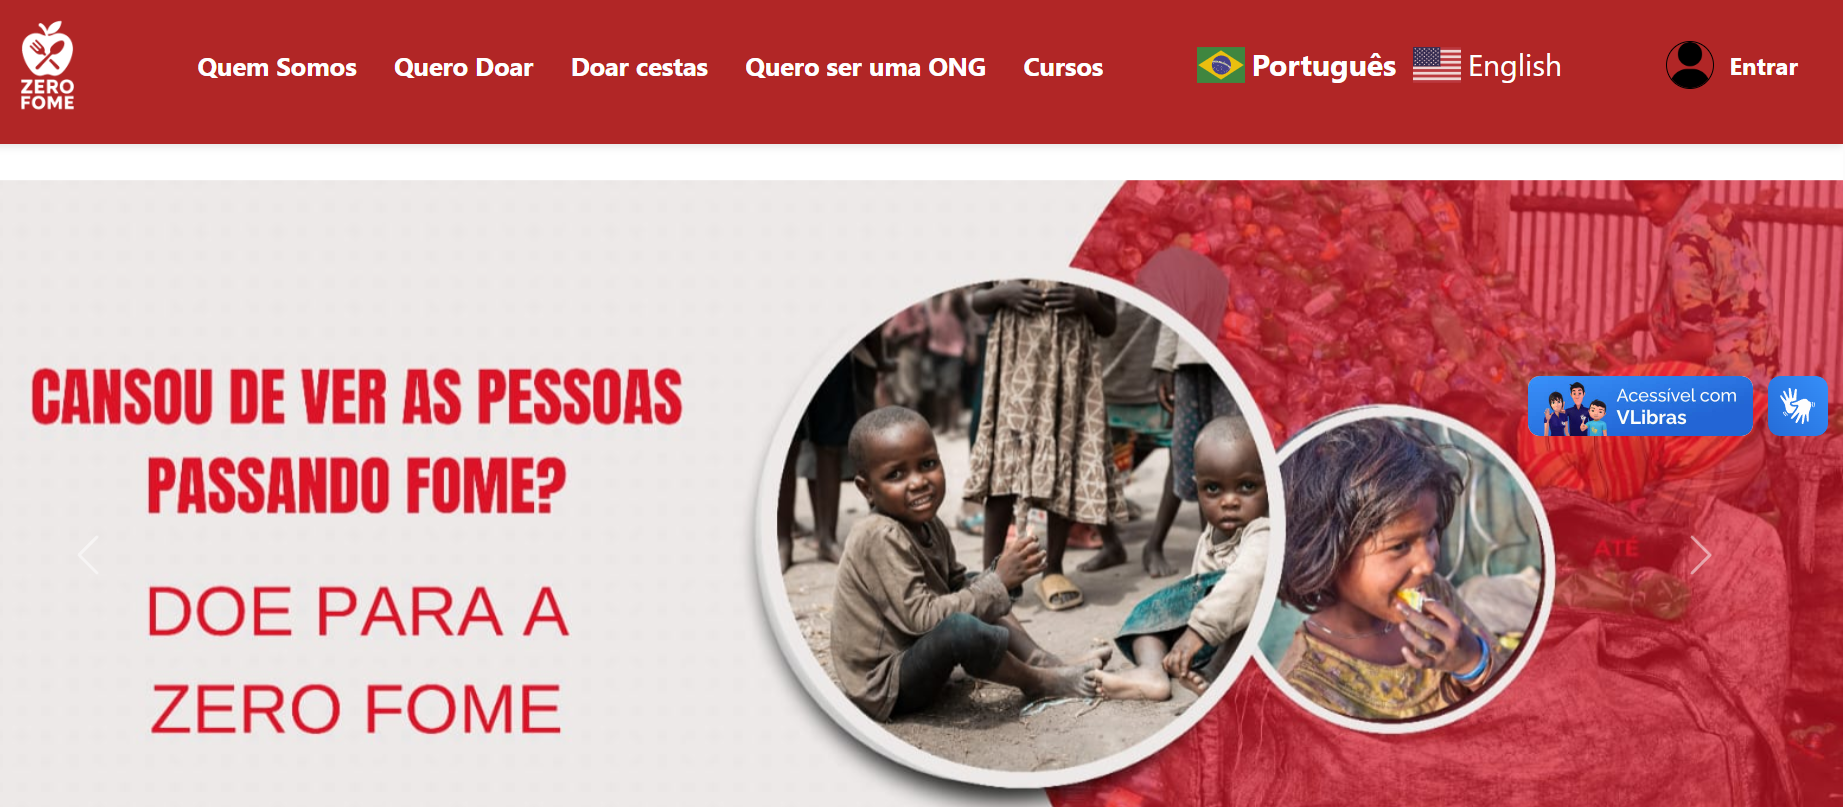 ZERO
FOME
Quem Somos
Quero Doar
Doar cestas
Quero ser uma ONG
Cursos
Português
English
Entrar
CANSOU DE VER AS PESSOAS
PASSANDO FOME?
DOE PARA A
ZERO FOME
Acessível com
VLibras
ATÉ